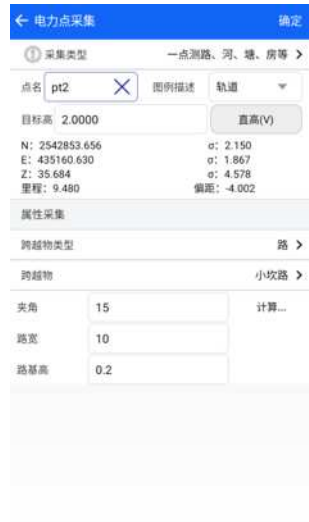 ← 电力点采集 确定
① 采集类型 一点测路、河、塘、房等 >
点名 pt2 图例描述 轨道
目标高 2.0000 直高(V)
N: 2542853.656 σ: 2.150
E: 435160.630 σ: 1.867
Z: 35.684 σ: 4.578
里程: 9.480 偏距: -4.002
属性采集
跨越物类型 路 >
跨越物 小坎路 >
夹角 15 计算...
路宽 10
路基高 0.2